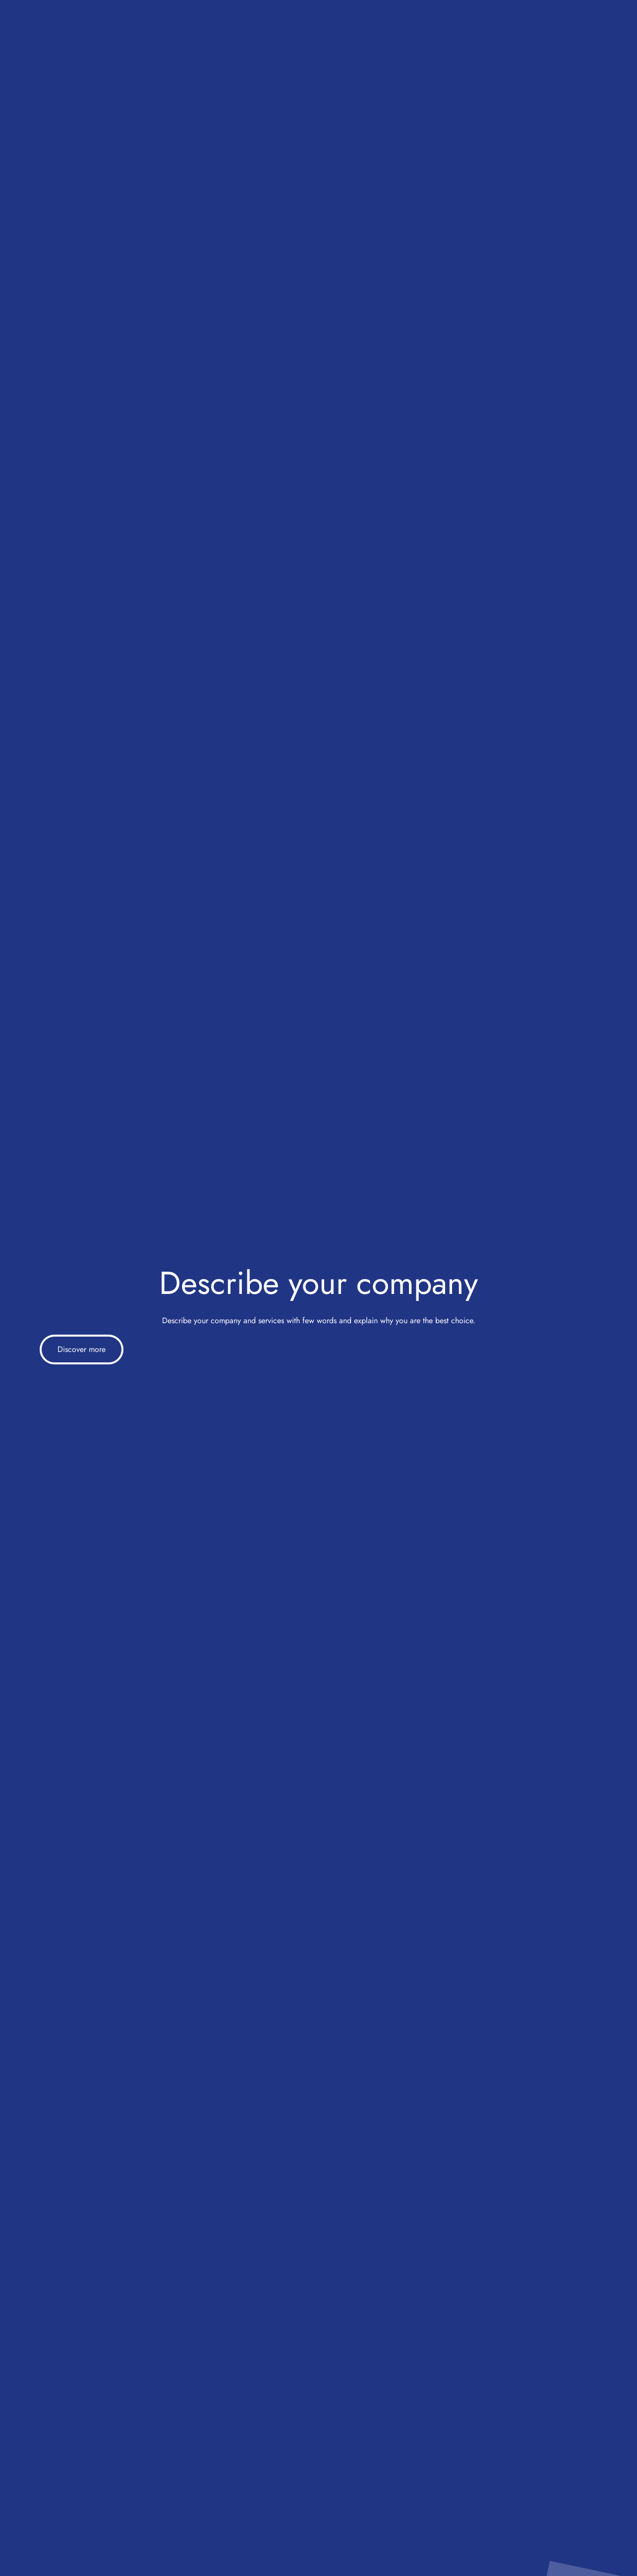 Describe your company
Describe your company and services with few words and explain why you are the best choice.
Discover more